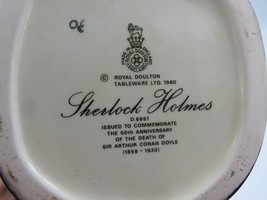 © ROYAL DOULTON
TABLEWARE LTD. 1980
Sherlock Holmes
D.6661
ISSUED TO COMMEMORATE
THE 50th ANNIVERSARY
OF THE DEATH OF
SIR ARTHUR CONAN DOYLE
(1859 - 1930)